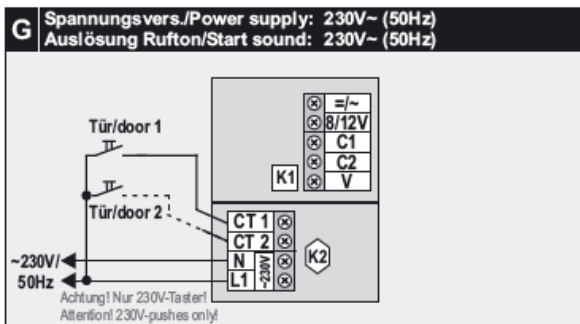 G
Spannungsvers./Power supply: 230V~ (50Hz)
Auslösung Rufton/Start sound: 230V~ (50Hz)
=/~
8/12V
C1
C2
V
K1
Tür/door 1
Tür/door 2
CT 1
CT 2
N
L1
~230V
K2
~230V/
50Hz
Achtung! Nur 230V-Taster!
Attention! 230V-pushes only!